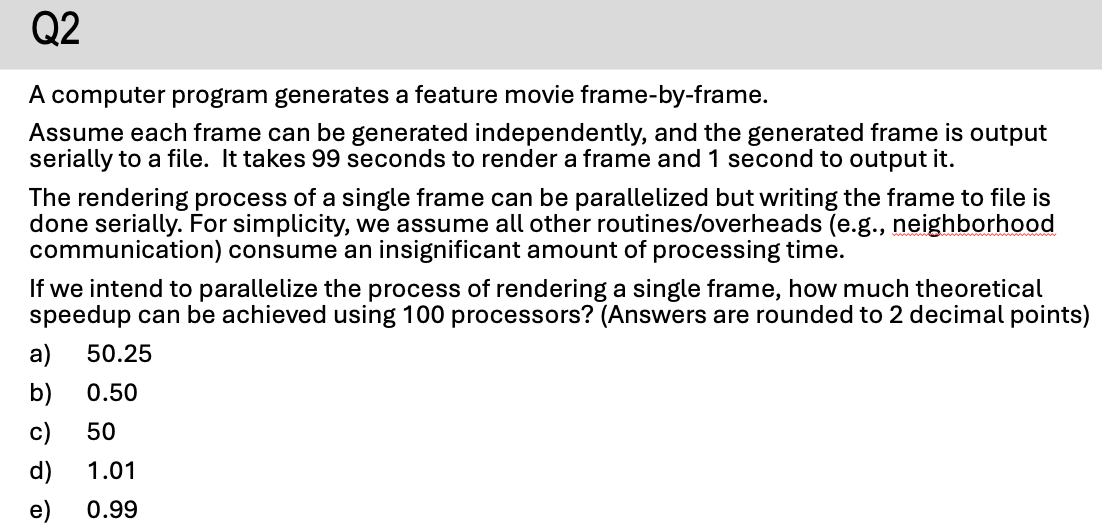 Q2
A computer program generates a feature movie frame-by-frame.
Assume each frame can be generated independently, and the generated frame is output
serially to a file.  It takes 99 seconds to render a frame and 1 second to output it.
The rendering process of a single frame can be parallelized but writing the frame to file is
done serially. For simplicity, we assume all other routines/overheads (e.g., neighborhood
communication) consume an insignificant amount of processing time.
If we intend to parallelize the process of rendering a single frame, how much theoretical
speedup can be achieved using 100 processors? (Answers are rounded to 2 decimal points)
a) 50.25
b) 0.50
c) 50
d) 1.01
e) 0.99